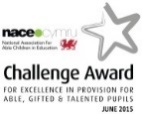 nace cymru
National Association for
Able Children in Education
Challenge Award
FOR EXCELLENCE IN PROVISION FOR
ABLE, GIFTED & TALENTED PUPILS
JUNE 2015